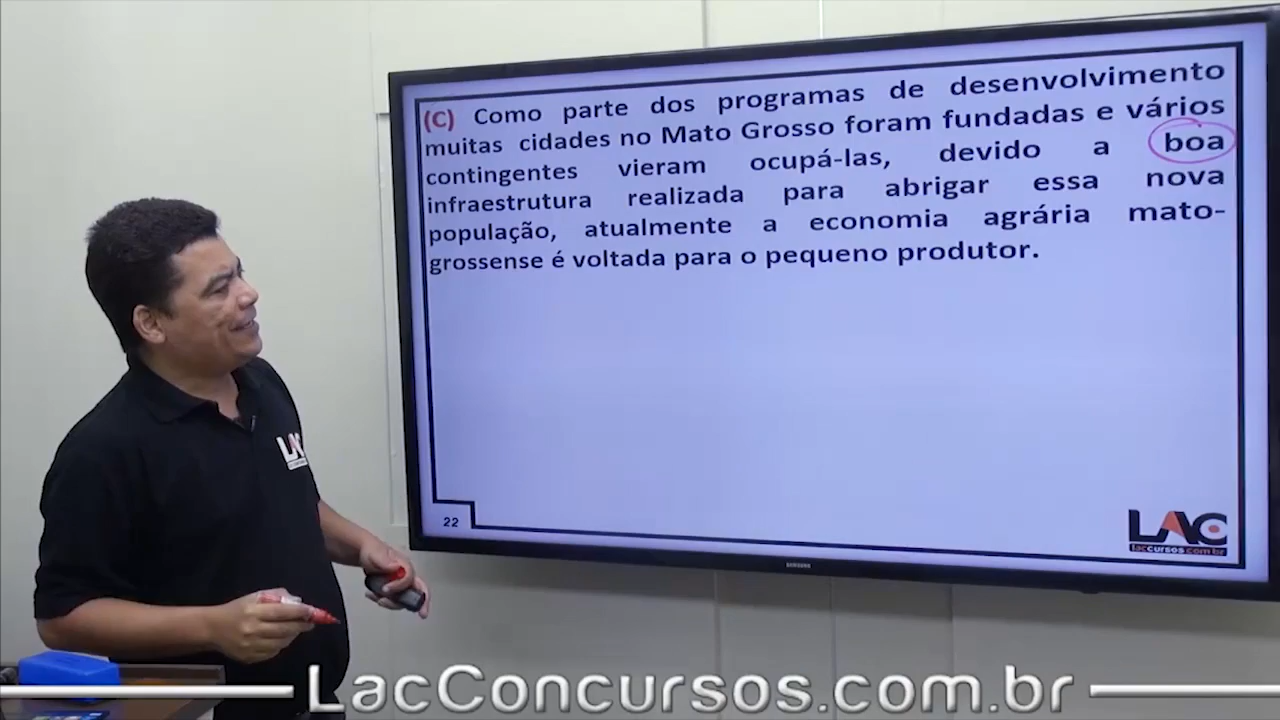 (C) Como parte dos programas de desenvolvimento
muitas cidades no Mato Grosso foram fundadas e vários
contingentes vieram ocupá-las, devido a boa
infraestrutura realizada para abrigar essa nova
população, atualmente a economia agrária mato-
grossense é voltada para o pequeno produtor.
LAC
22
LAC
laccursos.com.br
SAMSUNG
LacConcursos.com.br